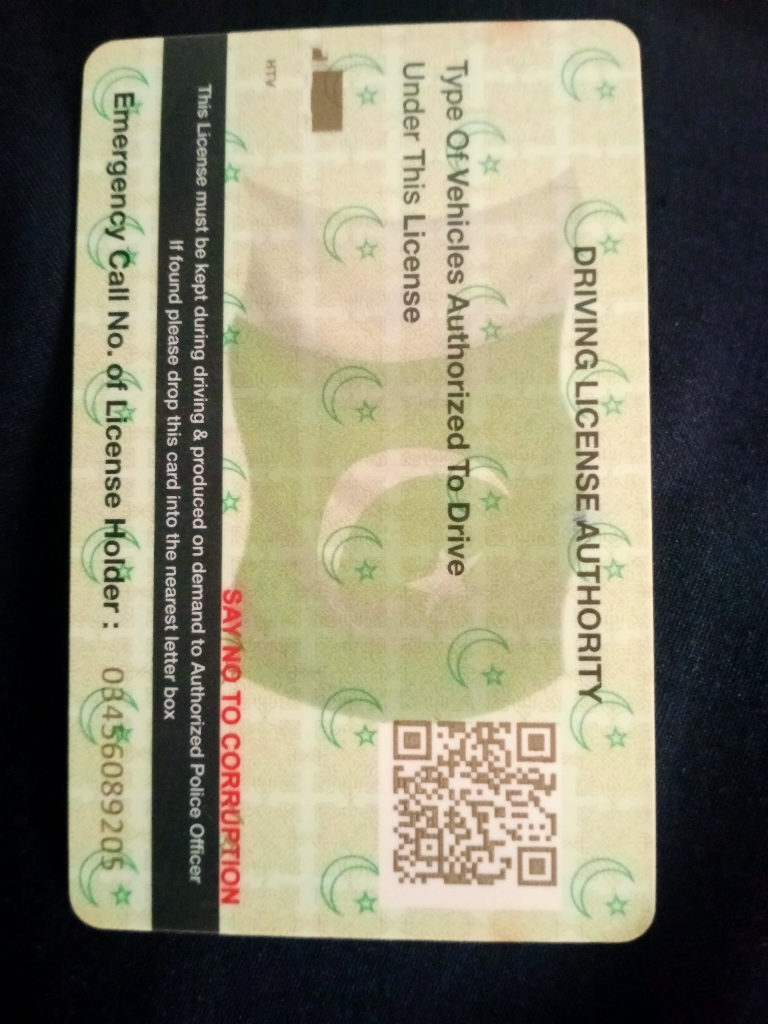 DRIVING LICENSE AUTHORITY
Type Of Vehicles Authorized To Drive
Under This License
HTV
SAY NO TO CORRUPTION
This License must be kept during driving & produced on demand to Authorized Police Officer
If found please drop this card into the nearest letter box
Emergency Call No. of License Holder : 03456089205